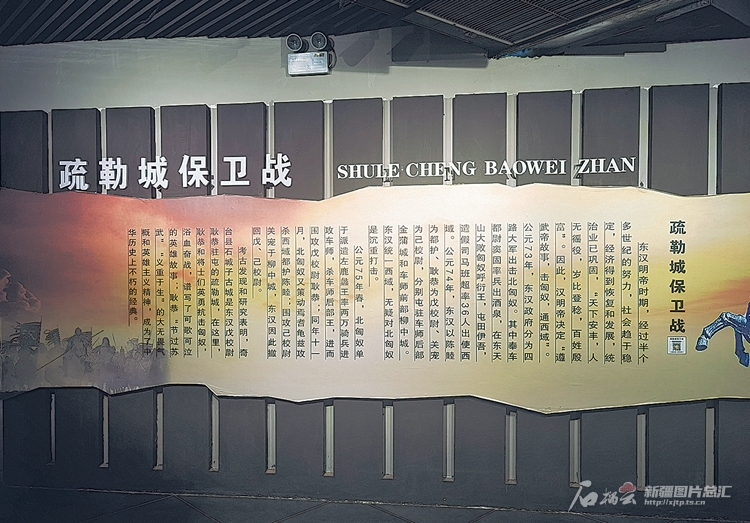 疏勒城保卫战
SHULE CHENG BAOWEI ZHAN
疏勒城保卫战
东汉明帝时期，经过半个
多世纪的努力，社会趋于稳
定，经济得到恢复和发展，统
治业已巩固，“天下安丰，人
无徭役，岁比登稔，百姓殷
富”。因此，汉明帝决定“遵
武帝故事，击匈奴，通西域”。
公元73年，东汉政府分为四
路大军出击北匈奴。其中奉车
都尉窦固率兵出酒泉，在东天
山大败匈奴呼衍王，屯田伊吾，
造假司马班超率36人出使西
域。公元74年，东汉以陈睦
为都护、耿恭为戊校尉，关宠
为己校尉，分别屯驻车师后部
金蒲城和车师前部柳中城。
东汉统一西域，无疑对北匈奴
是沉重打击。
公元75年春，北匈奴单
于派遣左鹿蠡王率两万骑兵进
攻车师，杀车师后部王，进而
围攻戊校尉耿恭。同年十一
月，北匈奴又策动焉耆龟兹攻
杀西域都护陈睦；围攻己校尉
关宠于柳中城，东汉因此撤
回戊、己校尉。
考古发现和研究表明，奇
台县石城子古城是东汉戊校尉
耿恭驻屯的疏勒城。在这里，
耿恭和将士们英勇抗击匈奴、
浴血奋战，谱写了可歌可泣
的英雄故事；耿恭“节过苏
武”“义重于生”的大无畏气
概和英雄主义精神，成为了中
华历史上不朽的经典。
石榴云
新疆图片总汇
https://xjtp.ts.cn